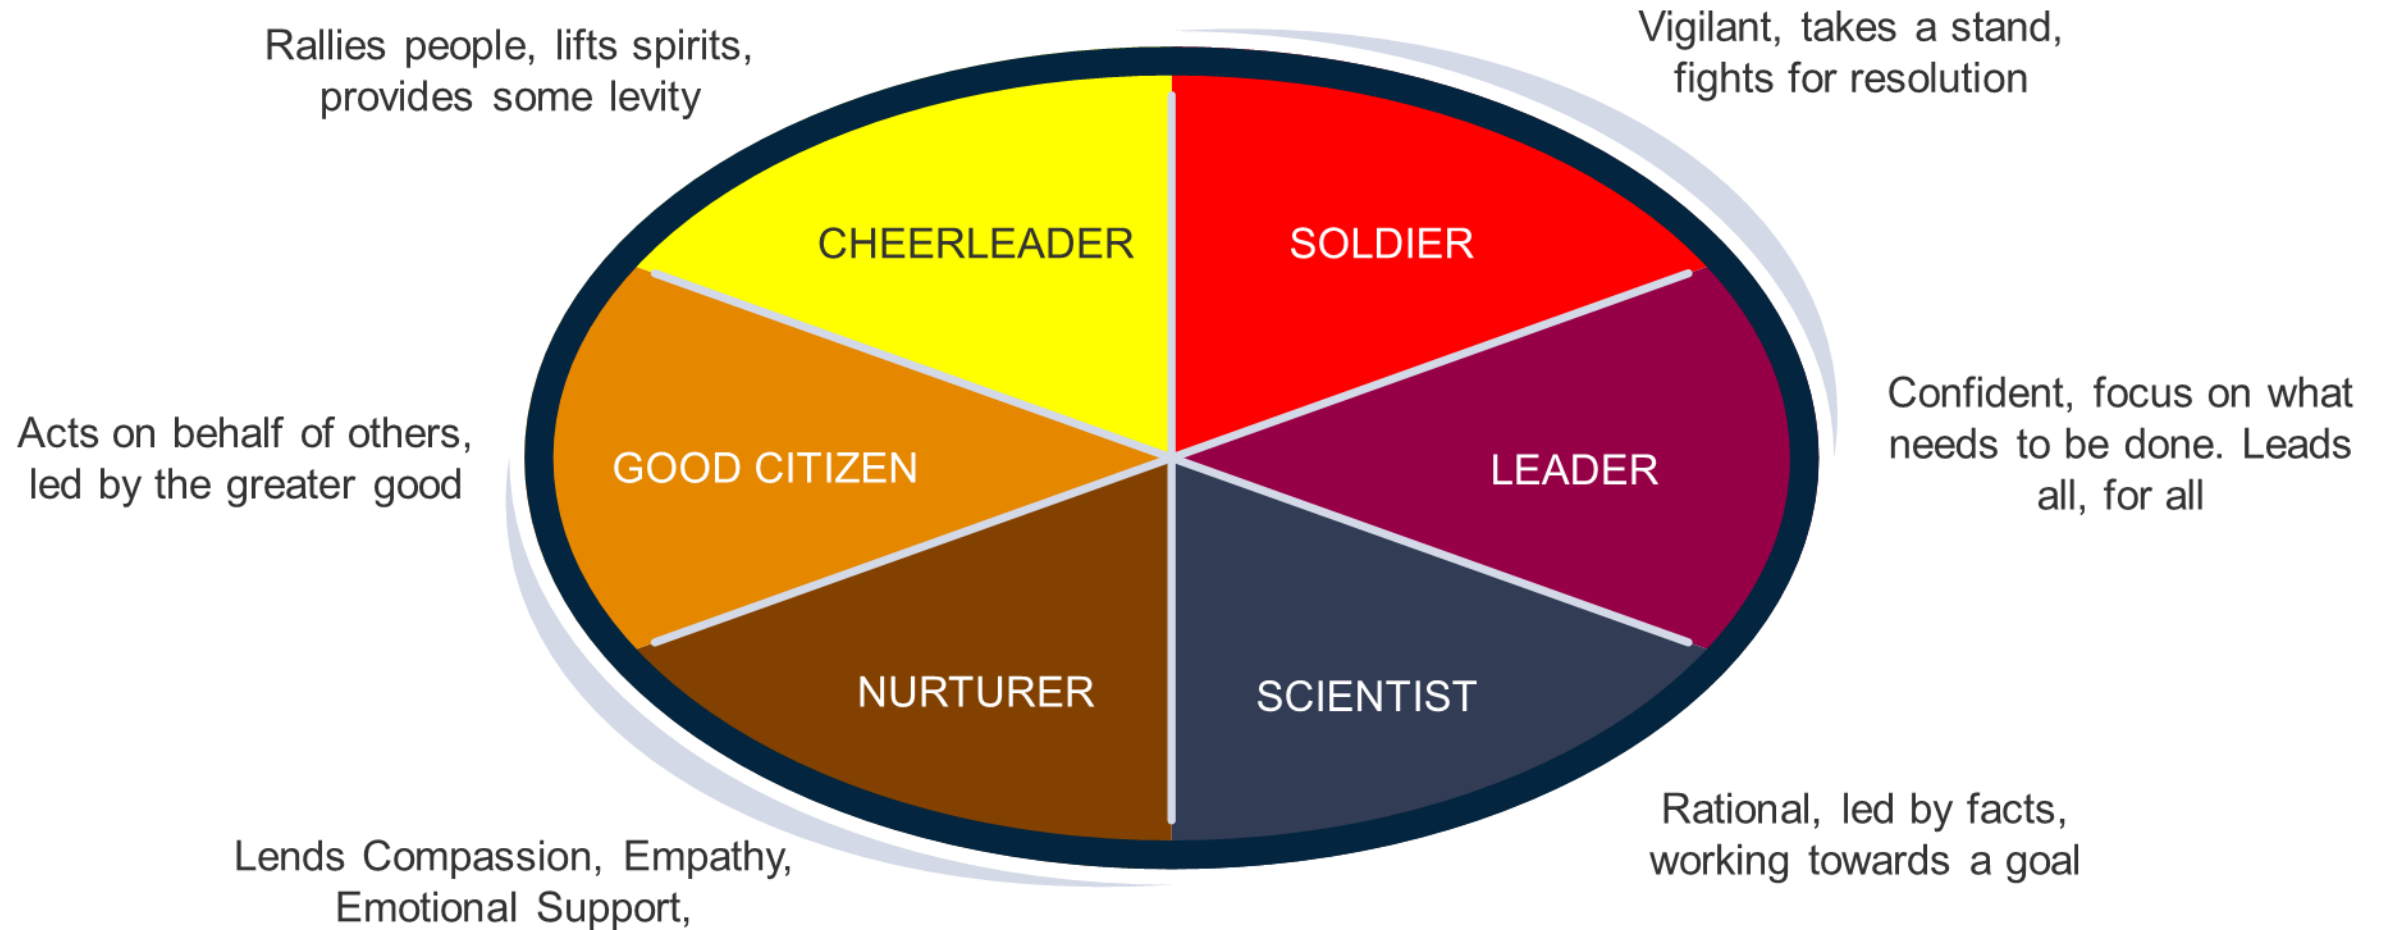 Rallies people, lifts spirits,
provides some levity
Vigilant, takes a stand,
fights for resolution
CHEERLEADER
SOLDIER
Acts on behalf of others,
led by the greater good
GOOD CITIZEN
LEADER
Confident, focus on what
needs to be done. Leads
all, for all
NURTURER
SCIENTIST
Lends Compassion, Empathy,
Emotional Support,
Rational, led by facts,
working towards a goal